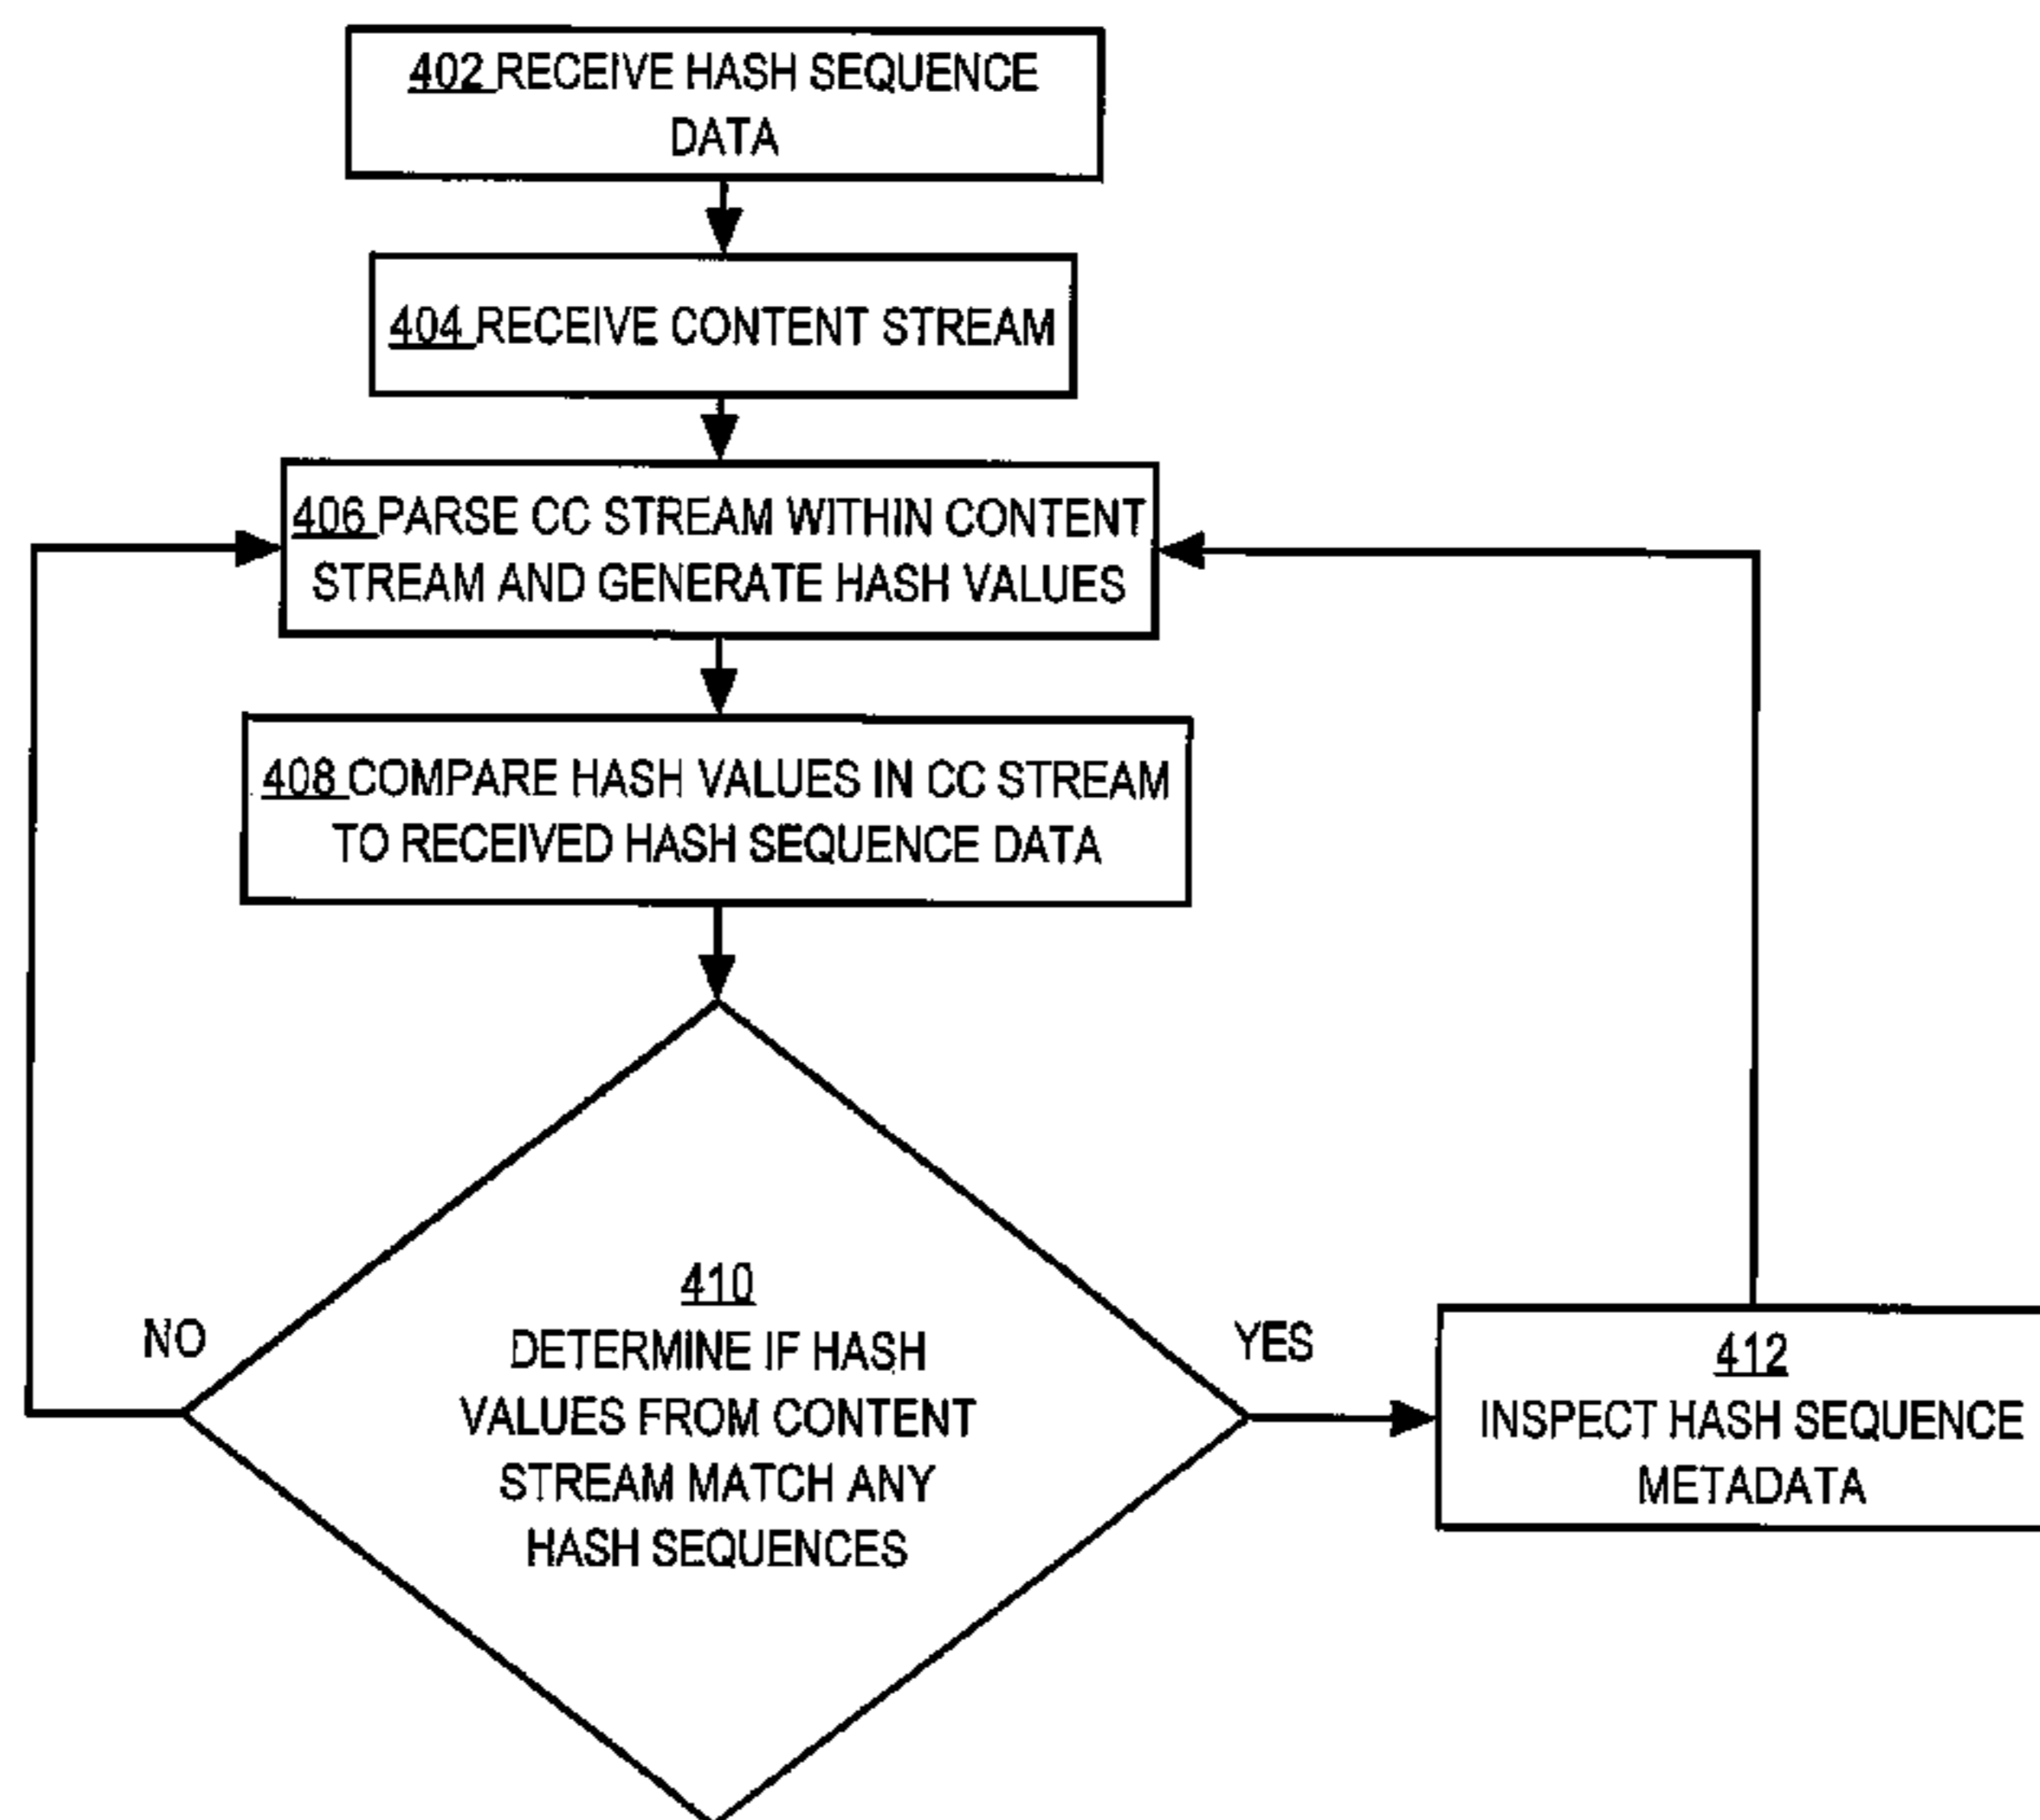 402 RECEIVE HASH SEQUENCE
DATA
404 RECEIVE CONTENT STREAM
406 PARSE CC STREAM WITHIN CONTENT
STREAM AND GENERATE HASH VALUES
408 COMPARE HASH VALUES IN CC STREAM
TO RECEIVED HASH SEQUENCE DATA
410
DETERMINE IF HASH
VALUES FROM CONTENT
STREAM MATCH ANY
HASH SEQUENCES
NO
YES
412
INSPECT HASH SEQUENCE
METADATA